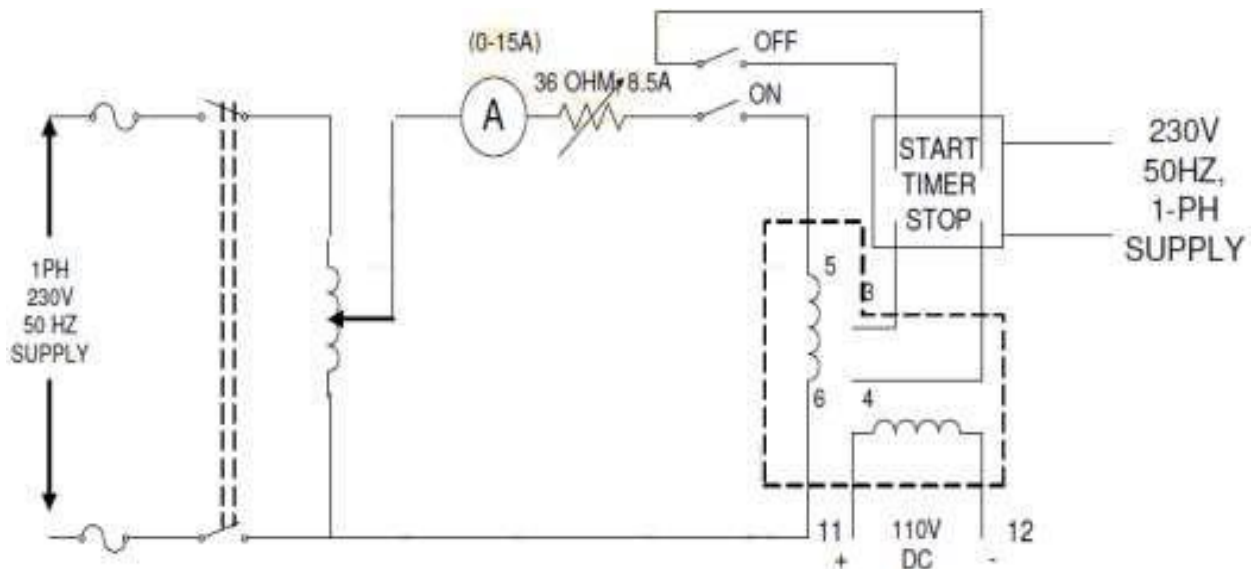 (0-15A)
36 OHM, 8.5A
OFF
ON
A
START
TIMER
STOP
230V
50HZ,
1-PH
SUPPLY
1PH
230V
50 HZ
SUPPLY
5
3
6
4
11
110V
12
+
DC
-